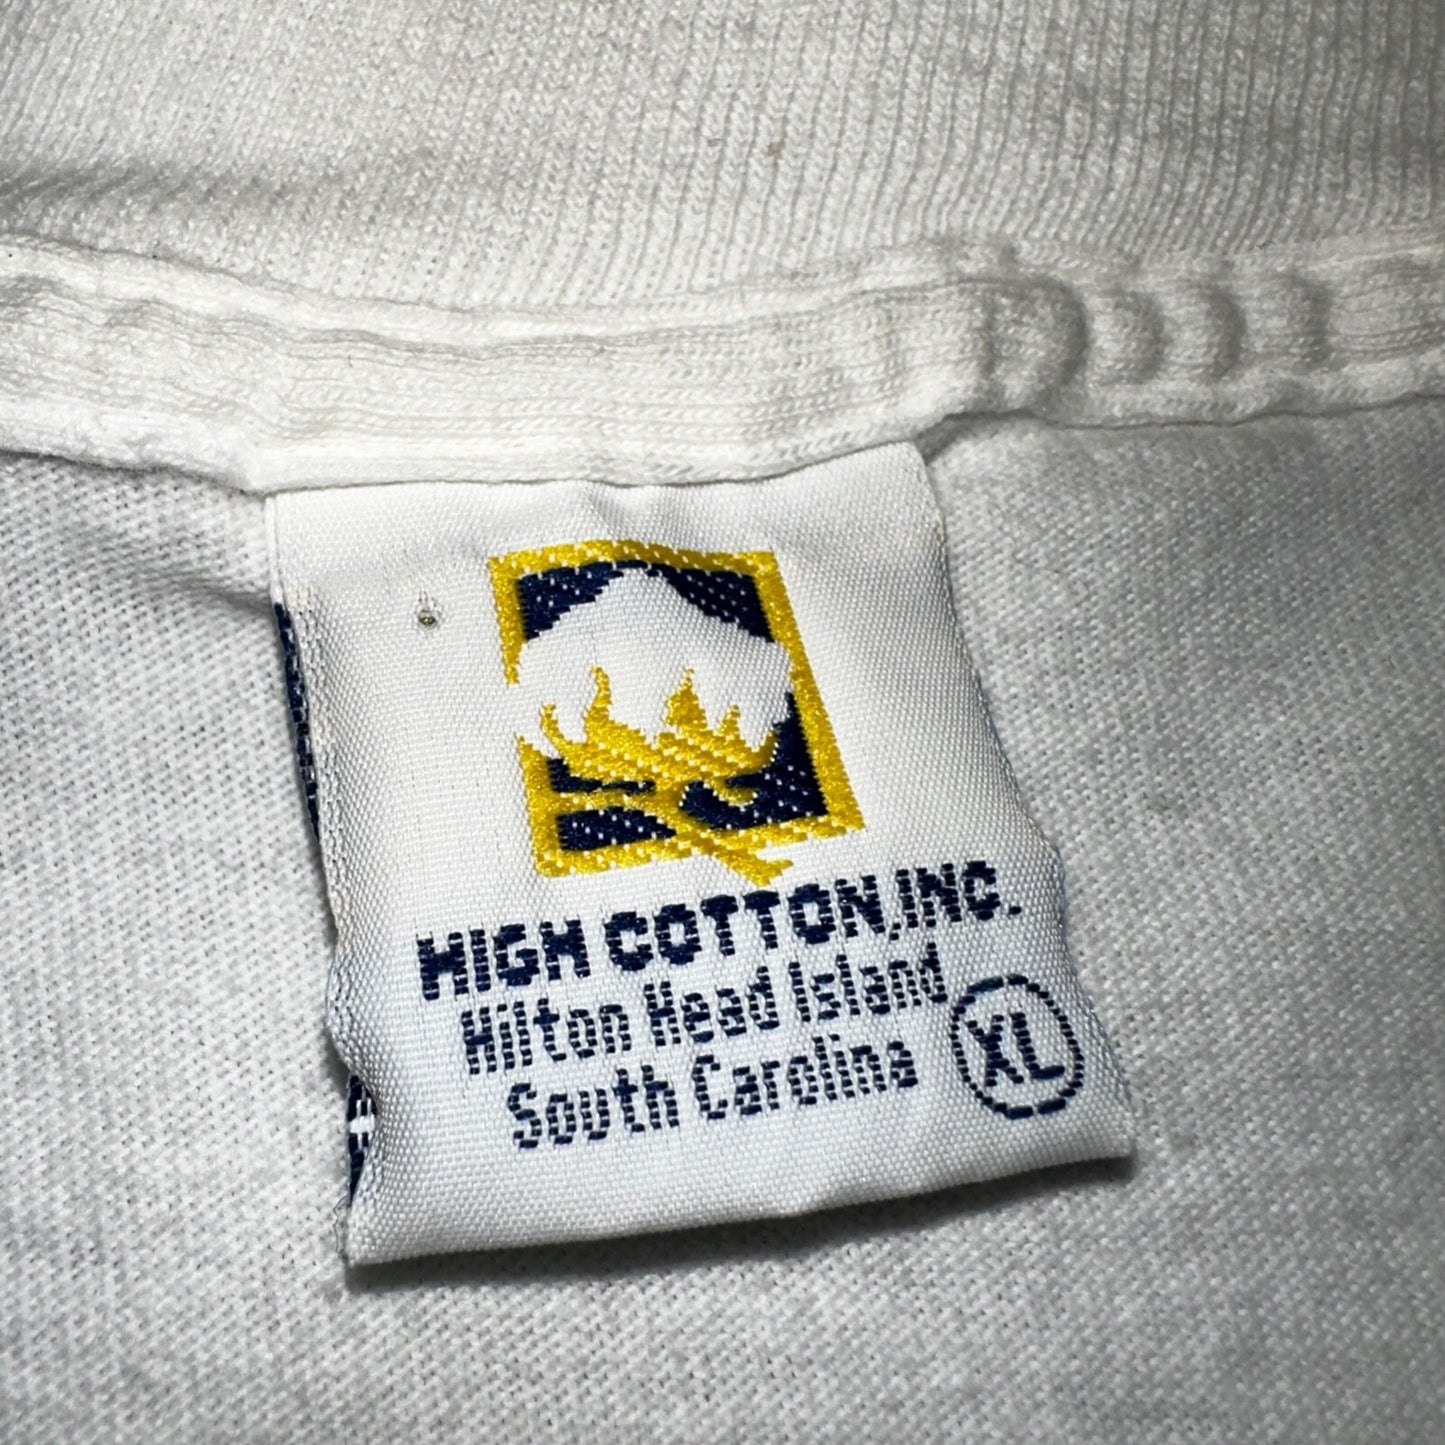 HIGH COTTON, INC.
Hilton Head Island
South Carolina
XL